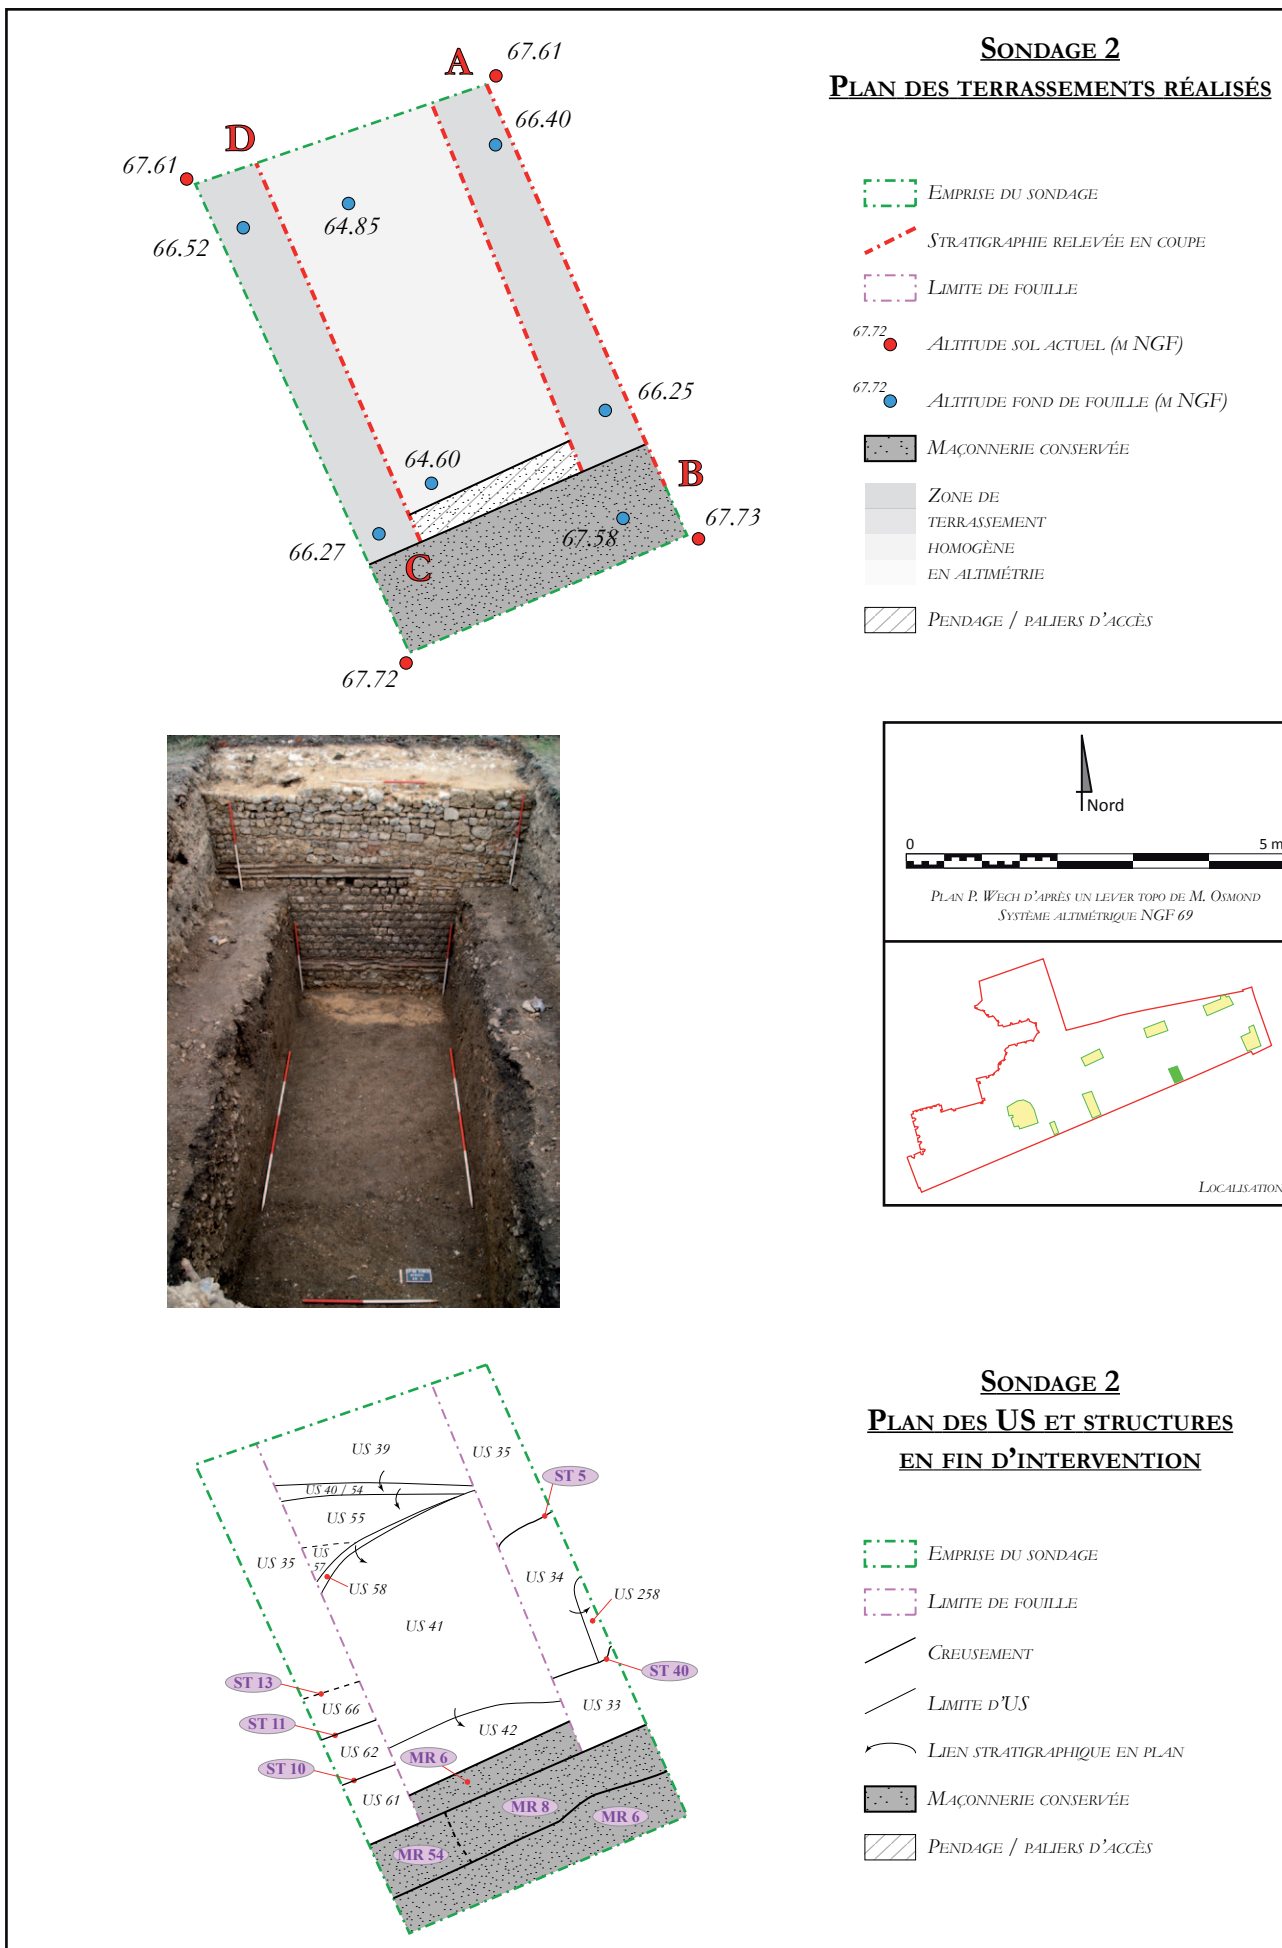 SONDAGE 2
PLAN DES TERRASSEMENTS RÉALISÉS
A
67.61
66.40
D
67.61
64.85
66.52
66.25
64.60
B
67.73
67.58
66.27
C
67.72
EMPRISE DU SONDAGE
STRATIGRAPHIE RELEVÉE EN COUPE
LIMITE DE FOUILLE
67.72
ALTITUDE SOL ACTUEL (M NGF)
67.72
ALTITUDE FOND DE FOUILLE (M NGF)
MAÇONNERIE CONSERVÉE
ZONE DE
TERRASSEMENT
HOMOGÈNE
EN ALTIMÉTRIE
PENDAGE / PALIERS D'ACCÈS
Nord
0 5 m
PLAN P. WECH D'APRÈS UN LEVER TOPO DE M. OSMOND
SYSTÈME ALTIMÉTRIQUE NGF 69
LOCALISATION
SONDAGE 2
PLAN DES US ET STRUCTURES
EN FIN D'INTERVENTION
US 39
US 35
ST 5
US 40 / 54
US 55
US 35
US
57
US 58
US 34
US 258
US 41
ST 40
ST 13
US 66
US 33
ST 11
US 42
US 62
MR 6
ST 10
US 61
MR 8
MR 6
MR 54
EMPRISE DU SONDAGE
LIMITE DE FOUILLE
CREUSEMENT
LIMITE D'US
LIEN STRATIGRAPHIQUE EN PLAN
MAÇONNERIE CONSERVÉE
PENDAGE / PALIERS D'ACCÈS